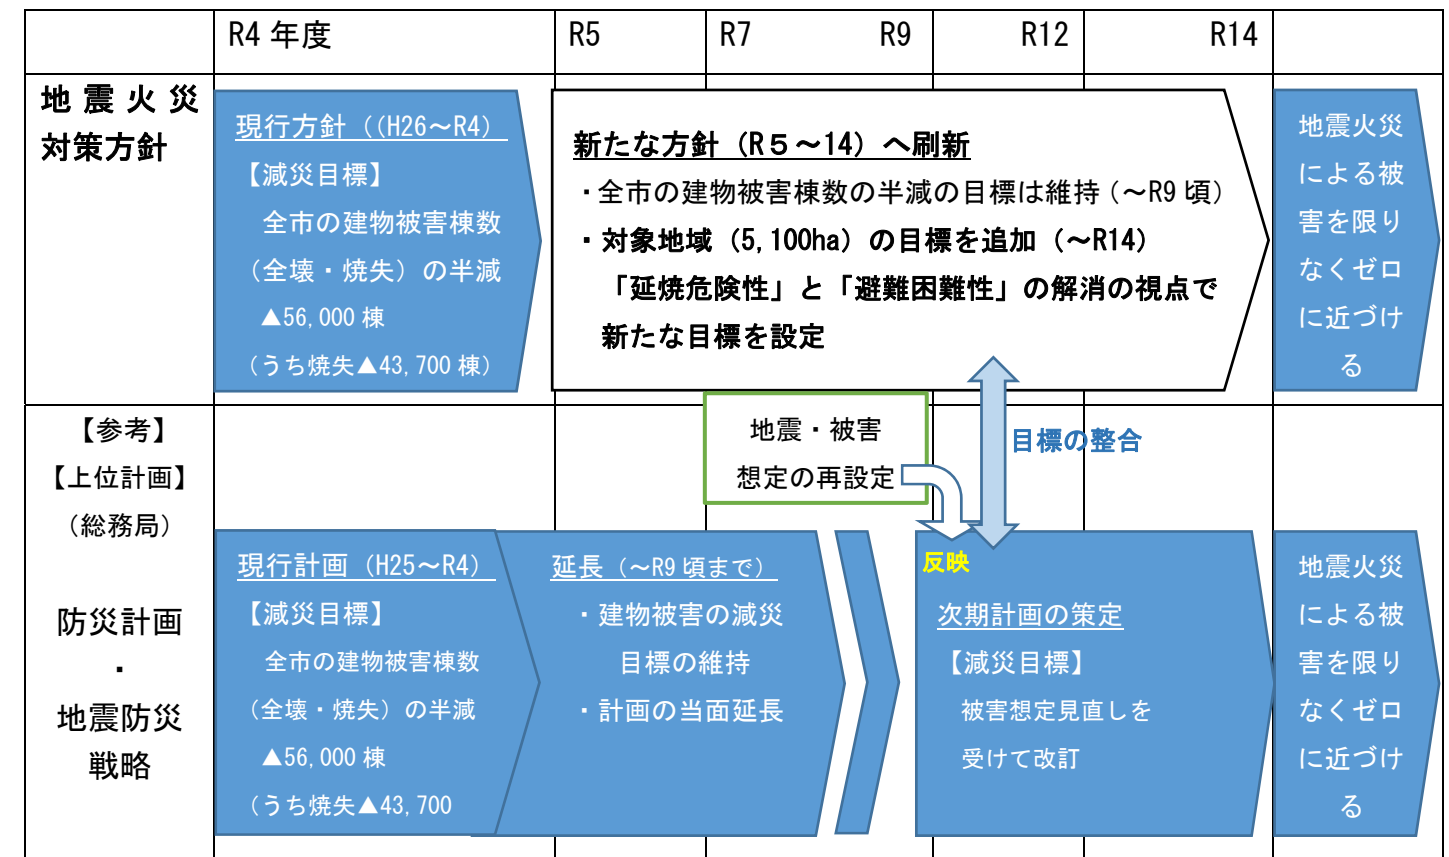 R4 年度 R5 R7 R9 R12 R14
地震火災
対策方針
現行方針((H26～R4)
【減災目標】
全市の建物被害棟数
(全壊・焼失)の半減
▲56,000 棟
(うち焼失▲43,700 棟)
新たな方針(R５～14)へ刷新
・全市の建物被害棟数の半減の目標は維持(～R9 頃)
・対象地域(5,100ha)の目標を追加(～R14)
「延焼危険性」と「避難困難性」の解消の視点で
新たな目標を設定
地震火災
による被
害を限り
なくゼロ
に近づけ
る
【参考】
【上位計画】
(総務局)
防災計画
・
地震防災
戦略
地震・被害
想定の再設定
目標の整合
現行計画(H25～R4)
【減災目標】
全市の建物被害棟数
(全壊・焼失)の半減
▲56,000 棟
(うち焼失▲43,700
延長(～R9 頃まで)
・建物被害の減災
目標の維持
・計画の当面延長
反映
次期計画の策定
【減災目標】
被害想定見直しを
受けて改訂
地震火災
による被
害を限り
なくゼロ
に近づけ
る